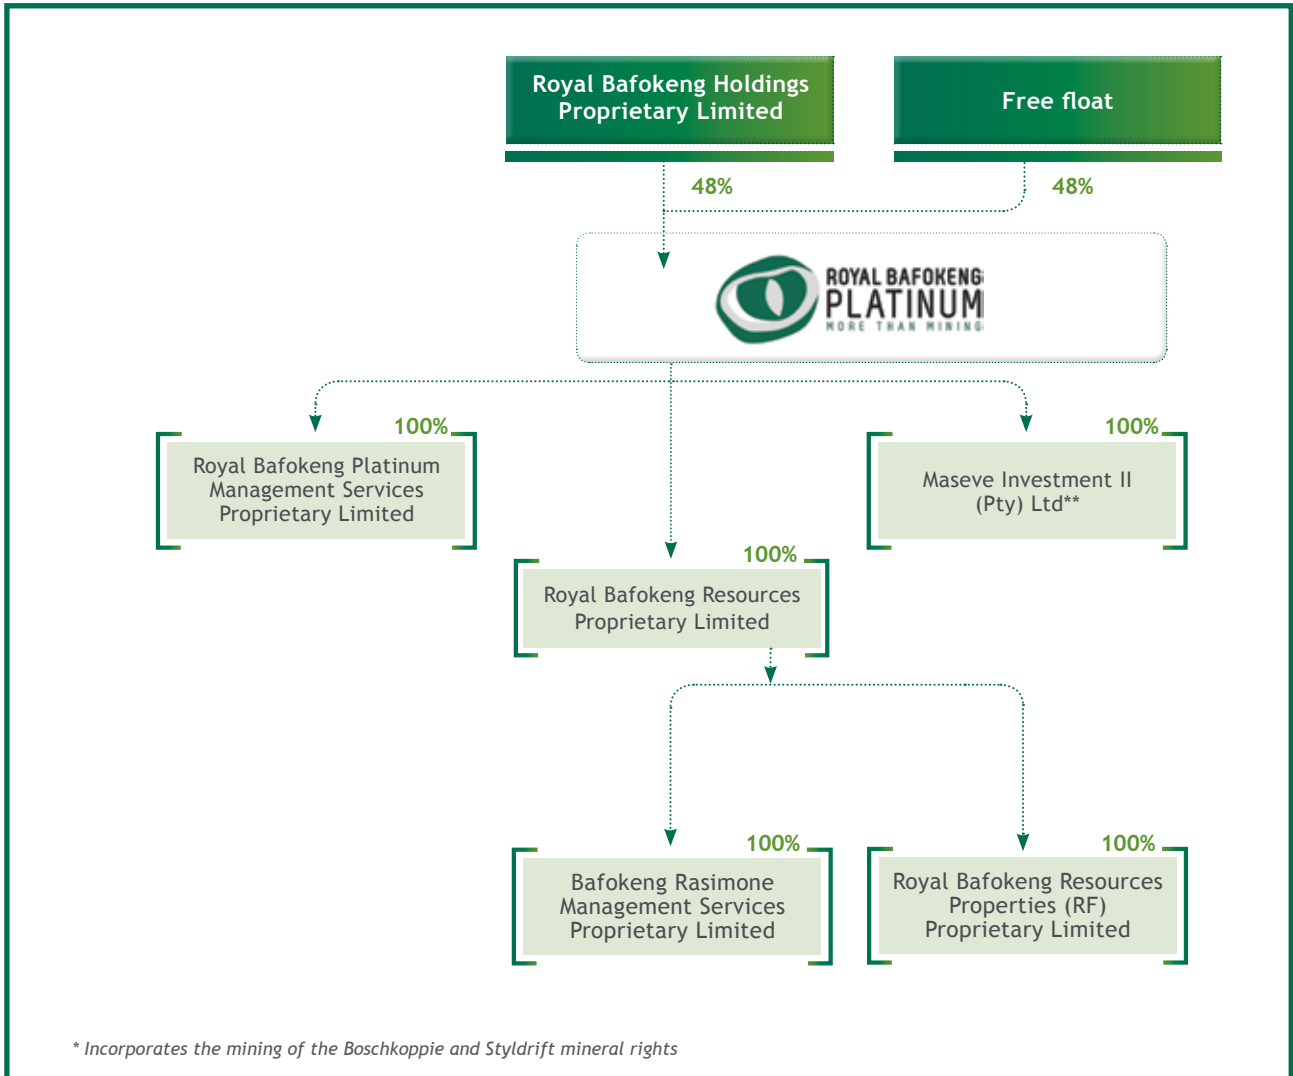 Royal Bafokeng Holdings
Proprietary Limited
Free float
48%
48%
ROYAL BAFOKENG
PLATINUM
MORE THAN MINING
100%
Royal Bafokeng Platinum
Management Services
Proprietary Limited
100%
Maseve Investment II
(Pty) Ltd**
100%
Royal Bafokeng Resources
Proprietary Limited
100%
Bafokeng Rasimone
Management Services
Proprietary Limited
100%
Royal Bafokeng Resources
Properties (RF)
Proprietary Limited
* Incorporates the mining of the Boschkoppie and Styldrift mineral rights